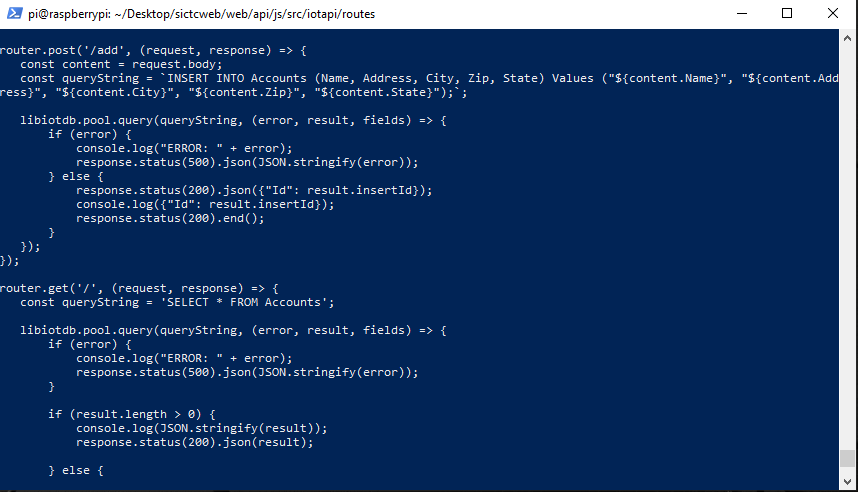 pi@raspberrypi: ~/Desktop/sictcweb/web/api/js/src/iotapi/routes
router.post('/add', (request, response) => {
   const content = request.body;
   const queryString = `INSERT INTO Accounts (Name, Address, City, Zip, State) Values ("${content.Name}", "${content.Add
ress}", "${content.City}", "${content.Zip}", "${content.State}");`;

   libiotdb.pool.query(queryString, (error, result, fields) => {
       if (error) {
           console.log("ERROR: " + error);
           response.status(500).json(JSON.stringify(error));
       } else {
           response.status(200).json({"Id": result.insertId});
           console.log({"Id": result.insertId});
           response.status(200).end();
       }
   });
});

router.get('/', (request, response) => {
   const queryString = 'SELECT * FROM Accounts';

   libiotdb.pool.query(queryString, (error, result, fields) => {
       if (error) {
           console.log("ERROR: " + error);
           response.status(500).json(JSON.stringify(error));
       }

       if (result.length > 0) {
           console.log(JSON.stringify(result));
           response.status(200).json(result);

       } else {